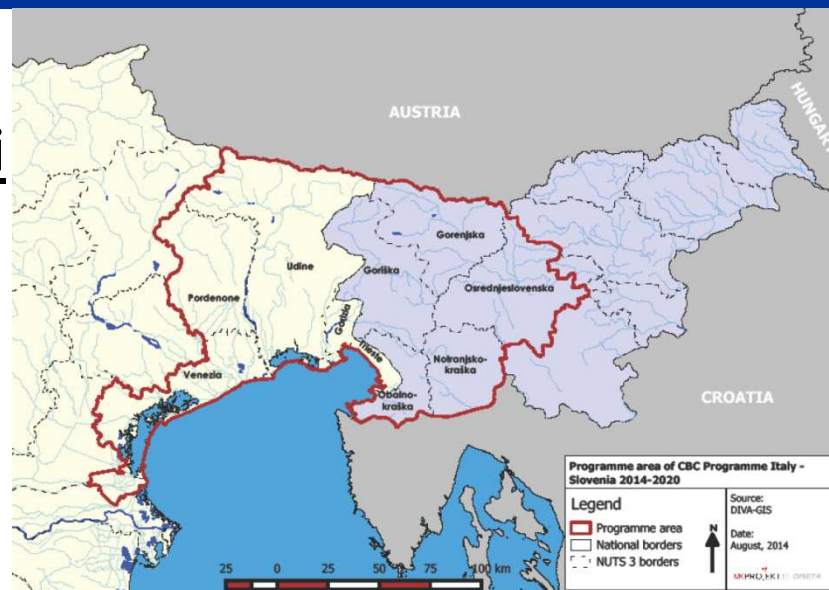 i
AUSTRIA
HUNGARY
Gorenjska
Udine
Goriška
Osrednjeslovenska
Pordenone
Gorizia
Trieste
Notranjsko-
kraška
Venezia
Obalno-
kraška
CROATIA
Programme area of CBC Programme Italy -
Slovenia 2014-2020
Legend
Programme area
National borders
NUTS 3 borders
N
Source:
DIVA-GIS
Date:
August, 2014
MKPROJEKT
25 0 25 50 75 100 km